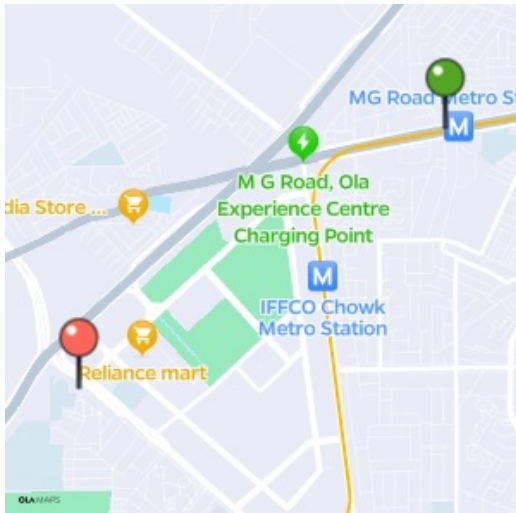 MG Road Metro St
M G Road, Ola
Experience Centre
Charging Point
dia Store ...
IFFCO Chowk
Metro Station
Reliance mart
OLA MAPS
M
M